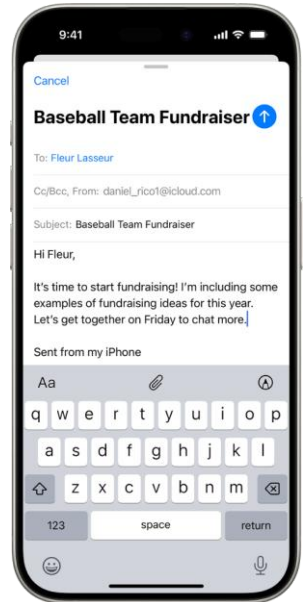 9:41
Cancel
Baseball Team Fundraiser
To: Fleur Lasseur
Cc/Bcc, From: daniel_rico1@icloud.com
Subject: Baseball Team Fundraiser
Hi Fleur,
It's time to start fundraising! I'm including some
examples of fundraising ideas for this year.
Let's get together on Friday to chat more.
Sent from my iPhone
Aa
q w e r t y u i o p
a s d f g h j k l
z x c v b n m
123 space return